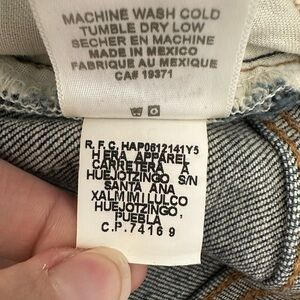 MACHINE WASH COLD
TUMBLE DRY LOW
SECHER EN MACHINE
MADE IN MEXICO
FABRIQUE AU MEXIQUE
CA# 19371
R.F.C. HAP0612141Y5
H ERA APPAREL
CARRETERA A
HUEJOTZINGO S/N
SANTA ANA
XALMIMILULCO
HUEJOTZINGO,
PUEBLA
C.P. 74169